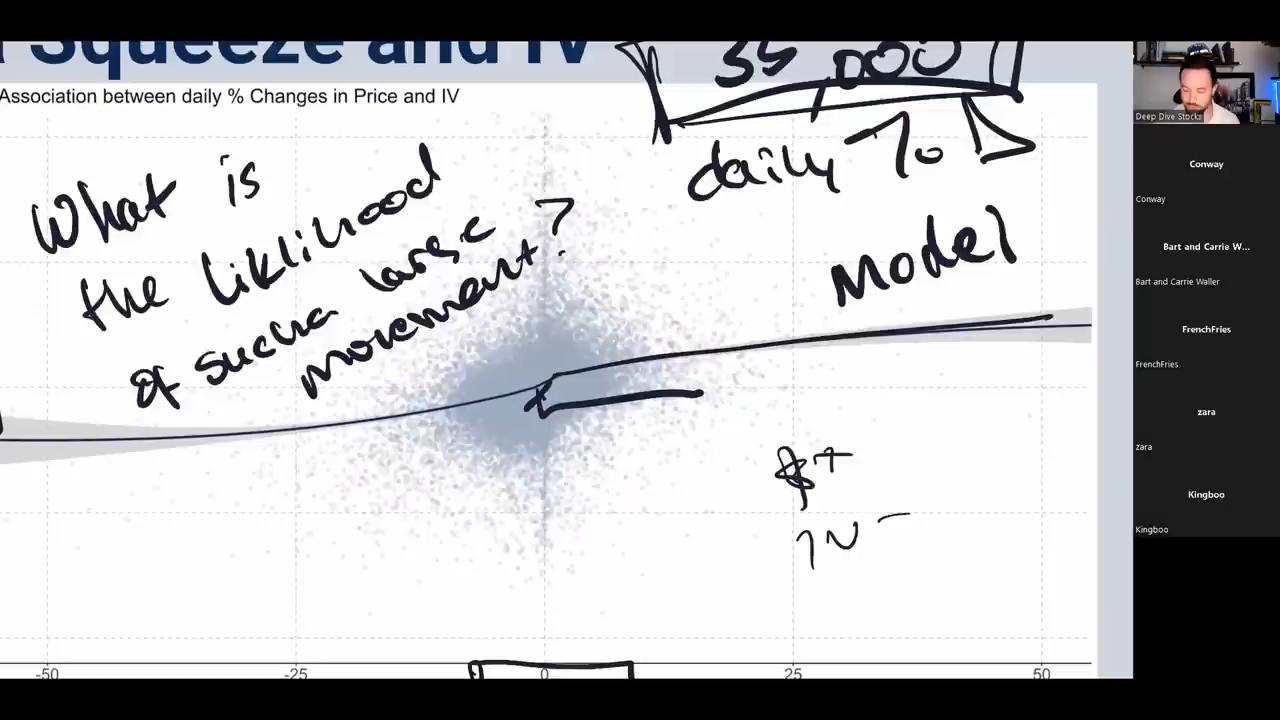 Squeeze and IV
Association between daily % Changes in Price and IV
35,000
daily % Δ
What is
the liklihood
of such a large
movement?
Model
$+
IV -
-50
-25
0
25
50
Deep Dive Stocks
Conway
Conway
Bart and Carrie W...
Bart and Carrie Waller
FrenchFries
FrenchFries
zara
zara
Kingboo
Kingboo